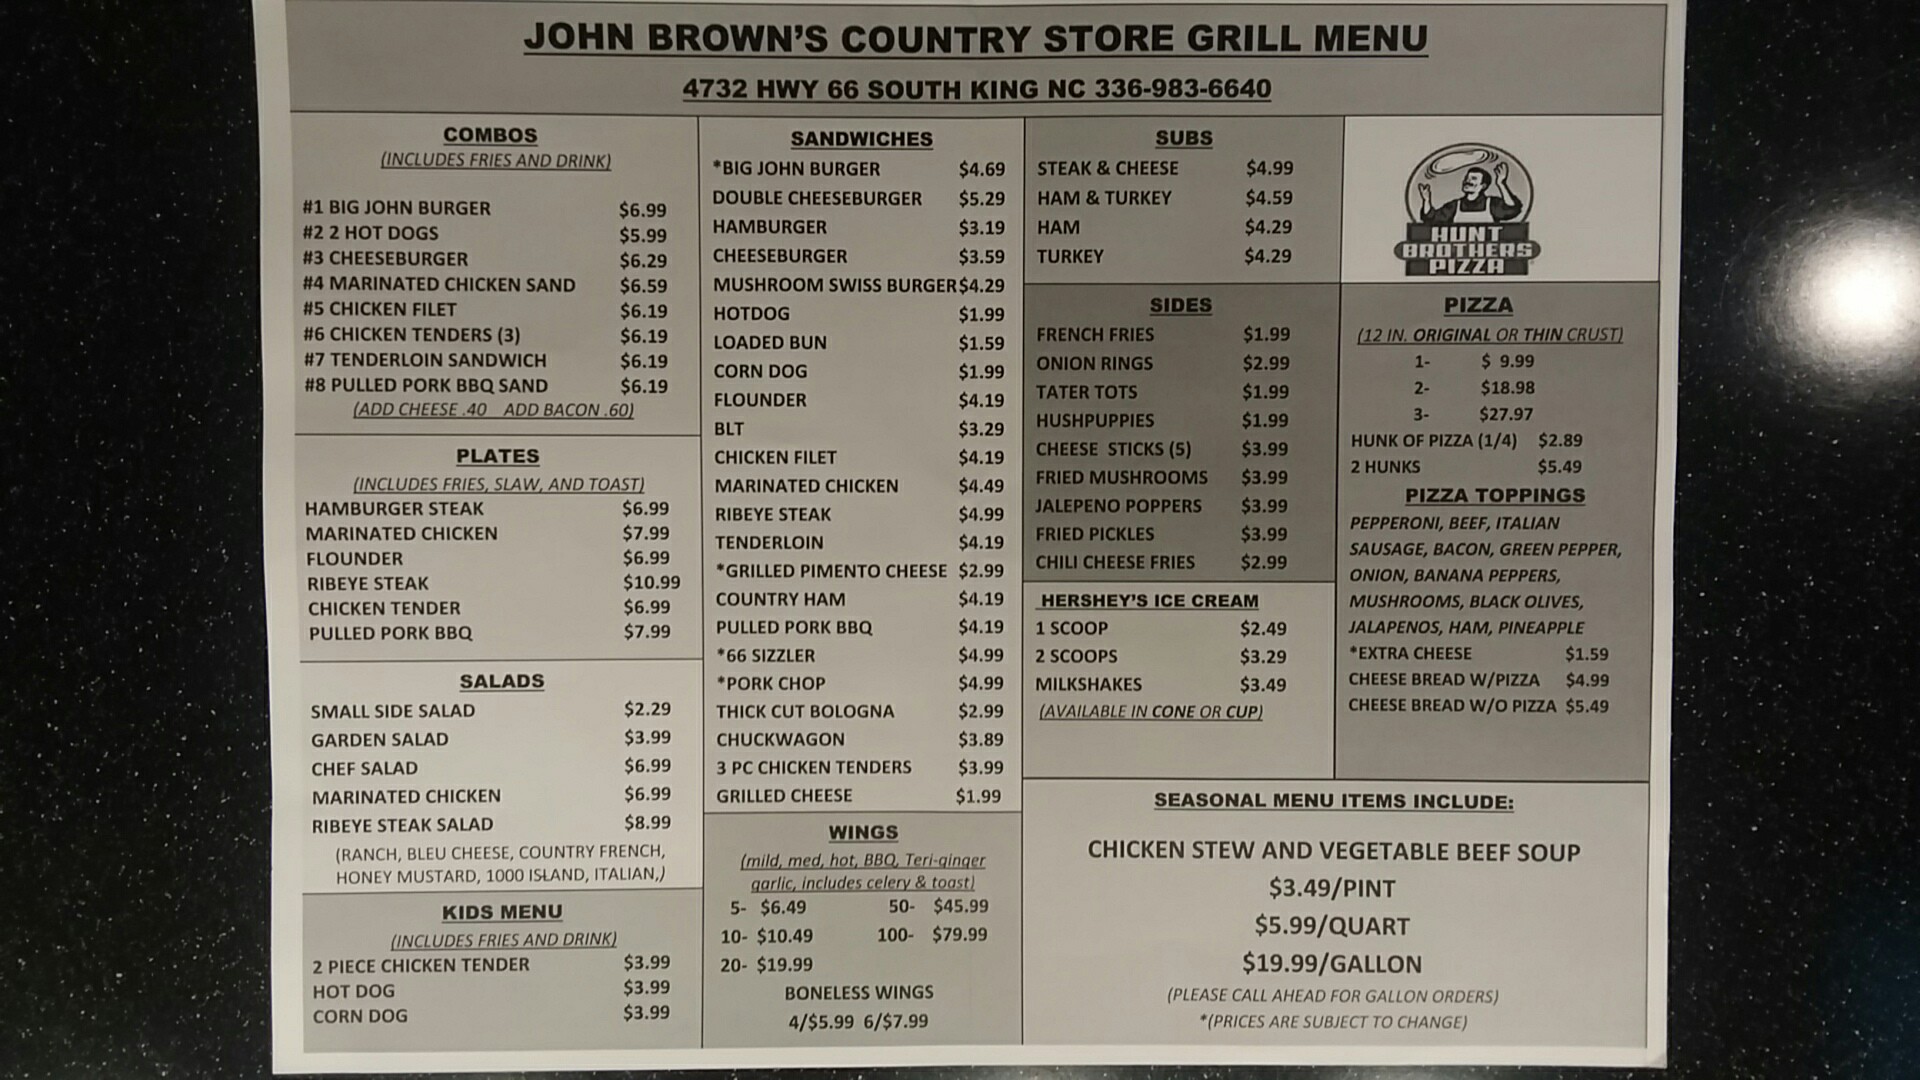 JOHN BROWN'S COUNTRY STORE GRILL MENU
4732 HWY 66 SOUTH KING NC 336-983-6640
COMBOS
(INCLUDES FRIES AND DRINK)
#1 BIG JOHN BURGER $6.99
#2 2 HOT DOGS $5.99
#3 CHEESEBURGER $6.29
#4 MARINATED CHICKEN SAND $6.59
#5 CHICKEN FILET $6.19
#6 CHICKEN TENDERS (3) $6.19
#7 TENDERLOIN SANDWICH $6.19
#8 PULLED PORK BBQ SAND $6.19
(ADD CHEESE .40 ADD BACON .60)
PLATES
(INCLUDES FRIES, SLAW, AND TOAST)
HAMBURGER STEAK $6.99
MARINATED CHICKEN $7.99
FLOUNDER $6.99
RIBEYE STEAK $10.99
CHICKEN TENDER $6.99
PULLED PORK BBQ $7.99
SALADS
SMALL SIDE SALAD $2.29
GARDEN SALAD $3.99
CHEF SALAD $6.99
MARINATED CHICKEN $6.99
RIBEYE STEAK SALAD $8.99
(RANCH, BLEU CHEESE, COUNTRY FRENCH,
HONEY MUSTARD, 1000 ISLAND, ITALIAN,)
KIDS MENU
(INCLUDES FRIES AND DRINK)
2 PIECE CHICKEN TENDER $3.99
HOT DOG $3.99
CORN DOG $3.99
SANDWICHES
*BIG JOHN BURGER $4.69
DOUBLE CHEESEBURGER $5.29
HAMBURGER $3.19
CHEESEBURGER $3.59
MUSHROOM SWISS BURGER $4.29
HOTDOG $1.99
LOADED BUN $1.59
CORN DOG $1.99
FLOUNDER $4.19
BLT $3.29
CHICKEN FILET $4.19
MARINATED CHICKEN $4.49
RIBEYE STEAK $4.99
TENDERLOIN $4.19
*GRILLED PIMENTO CHEESE $2.99
COUNTRY HAM $4.19
PULLED PORK BBQ $4.19
*66 SIZZLER $4.99
*PORK CHOP $4.99
THICK CUT BOLOGNA $2.99
CHUCKWAGON $3.89
3 PC CHICKEN TENDERS $3.99
GRILLED CHEESE $1.99
WINGS
(mild, med, hot, BBQ, Teri-ginger
garlic, includes celery & toast)
5- $6.49 50- $45.99
10- $10.49 100- $79.99
20- $19.99
BONELESS WINGS
4/$5.99 6/$7.99
SUBS
STEAK & CHEESE $4.99
HAM & TURKEY $4.59
HAM $4.29
TURKEY $4.29
SIDES
FRENCH FRIES $1.99
ONION RINGS $2.99
TATER TOTS $1.99
HUSHPUPPIES $1.99
CHEESE STICKS (5) $3.99
FRIED MUSHROOMS $3.99
JALEPENO POPPERS $3.99
FRIED PICKLES $3.99
CHILI CHEESE FRIES $2.99
HERSHEY'S ICE CREAM
1 SCOOP $2.49
2 SCOOPS $3.29
MILKSHAKES $3.49
(AVAILABLE IN CONE OR CUP)
HUNT
BROTHERS
PIZZA
PIZZA
(12 IN. ORIGINAL OR THIN CRUST)
1- $ 9.99
2- $18.98
3- $27.97
HUNK OF PIZZA (1/4) $2.89
2 HUNKS $5.49
PIZZA TOPPINGS
PEPPERONI, BEEF, ITALIAN
SAUSAGE, BACON, GREEN PEPPER,
ONION, BANANA PEPPERS,
MUSHROOMS, BLACK OLIVES,
JALAPENOS, HAM, PINEAPPLE
*EXTRA CHEESE $1.59
CHEESE BREAD W/PIZZA $4.99
CHEESE BREAD W/O PIZZA $5.49
SEASONAL MENU ITEMS INCLUDE:
CHICKEN STEW AND VEGETABLE BEEF SOUP
$3.49/PINT
$5.99/QUART
$19.99/GALLON
(PLEASE CALL AHEAD FOR GALLON ORDERS)
*(PRICES ARE SUBJECT TO CHANGE)